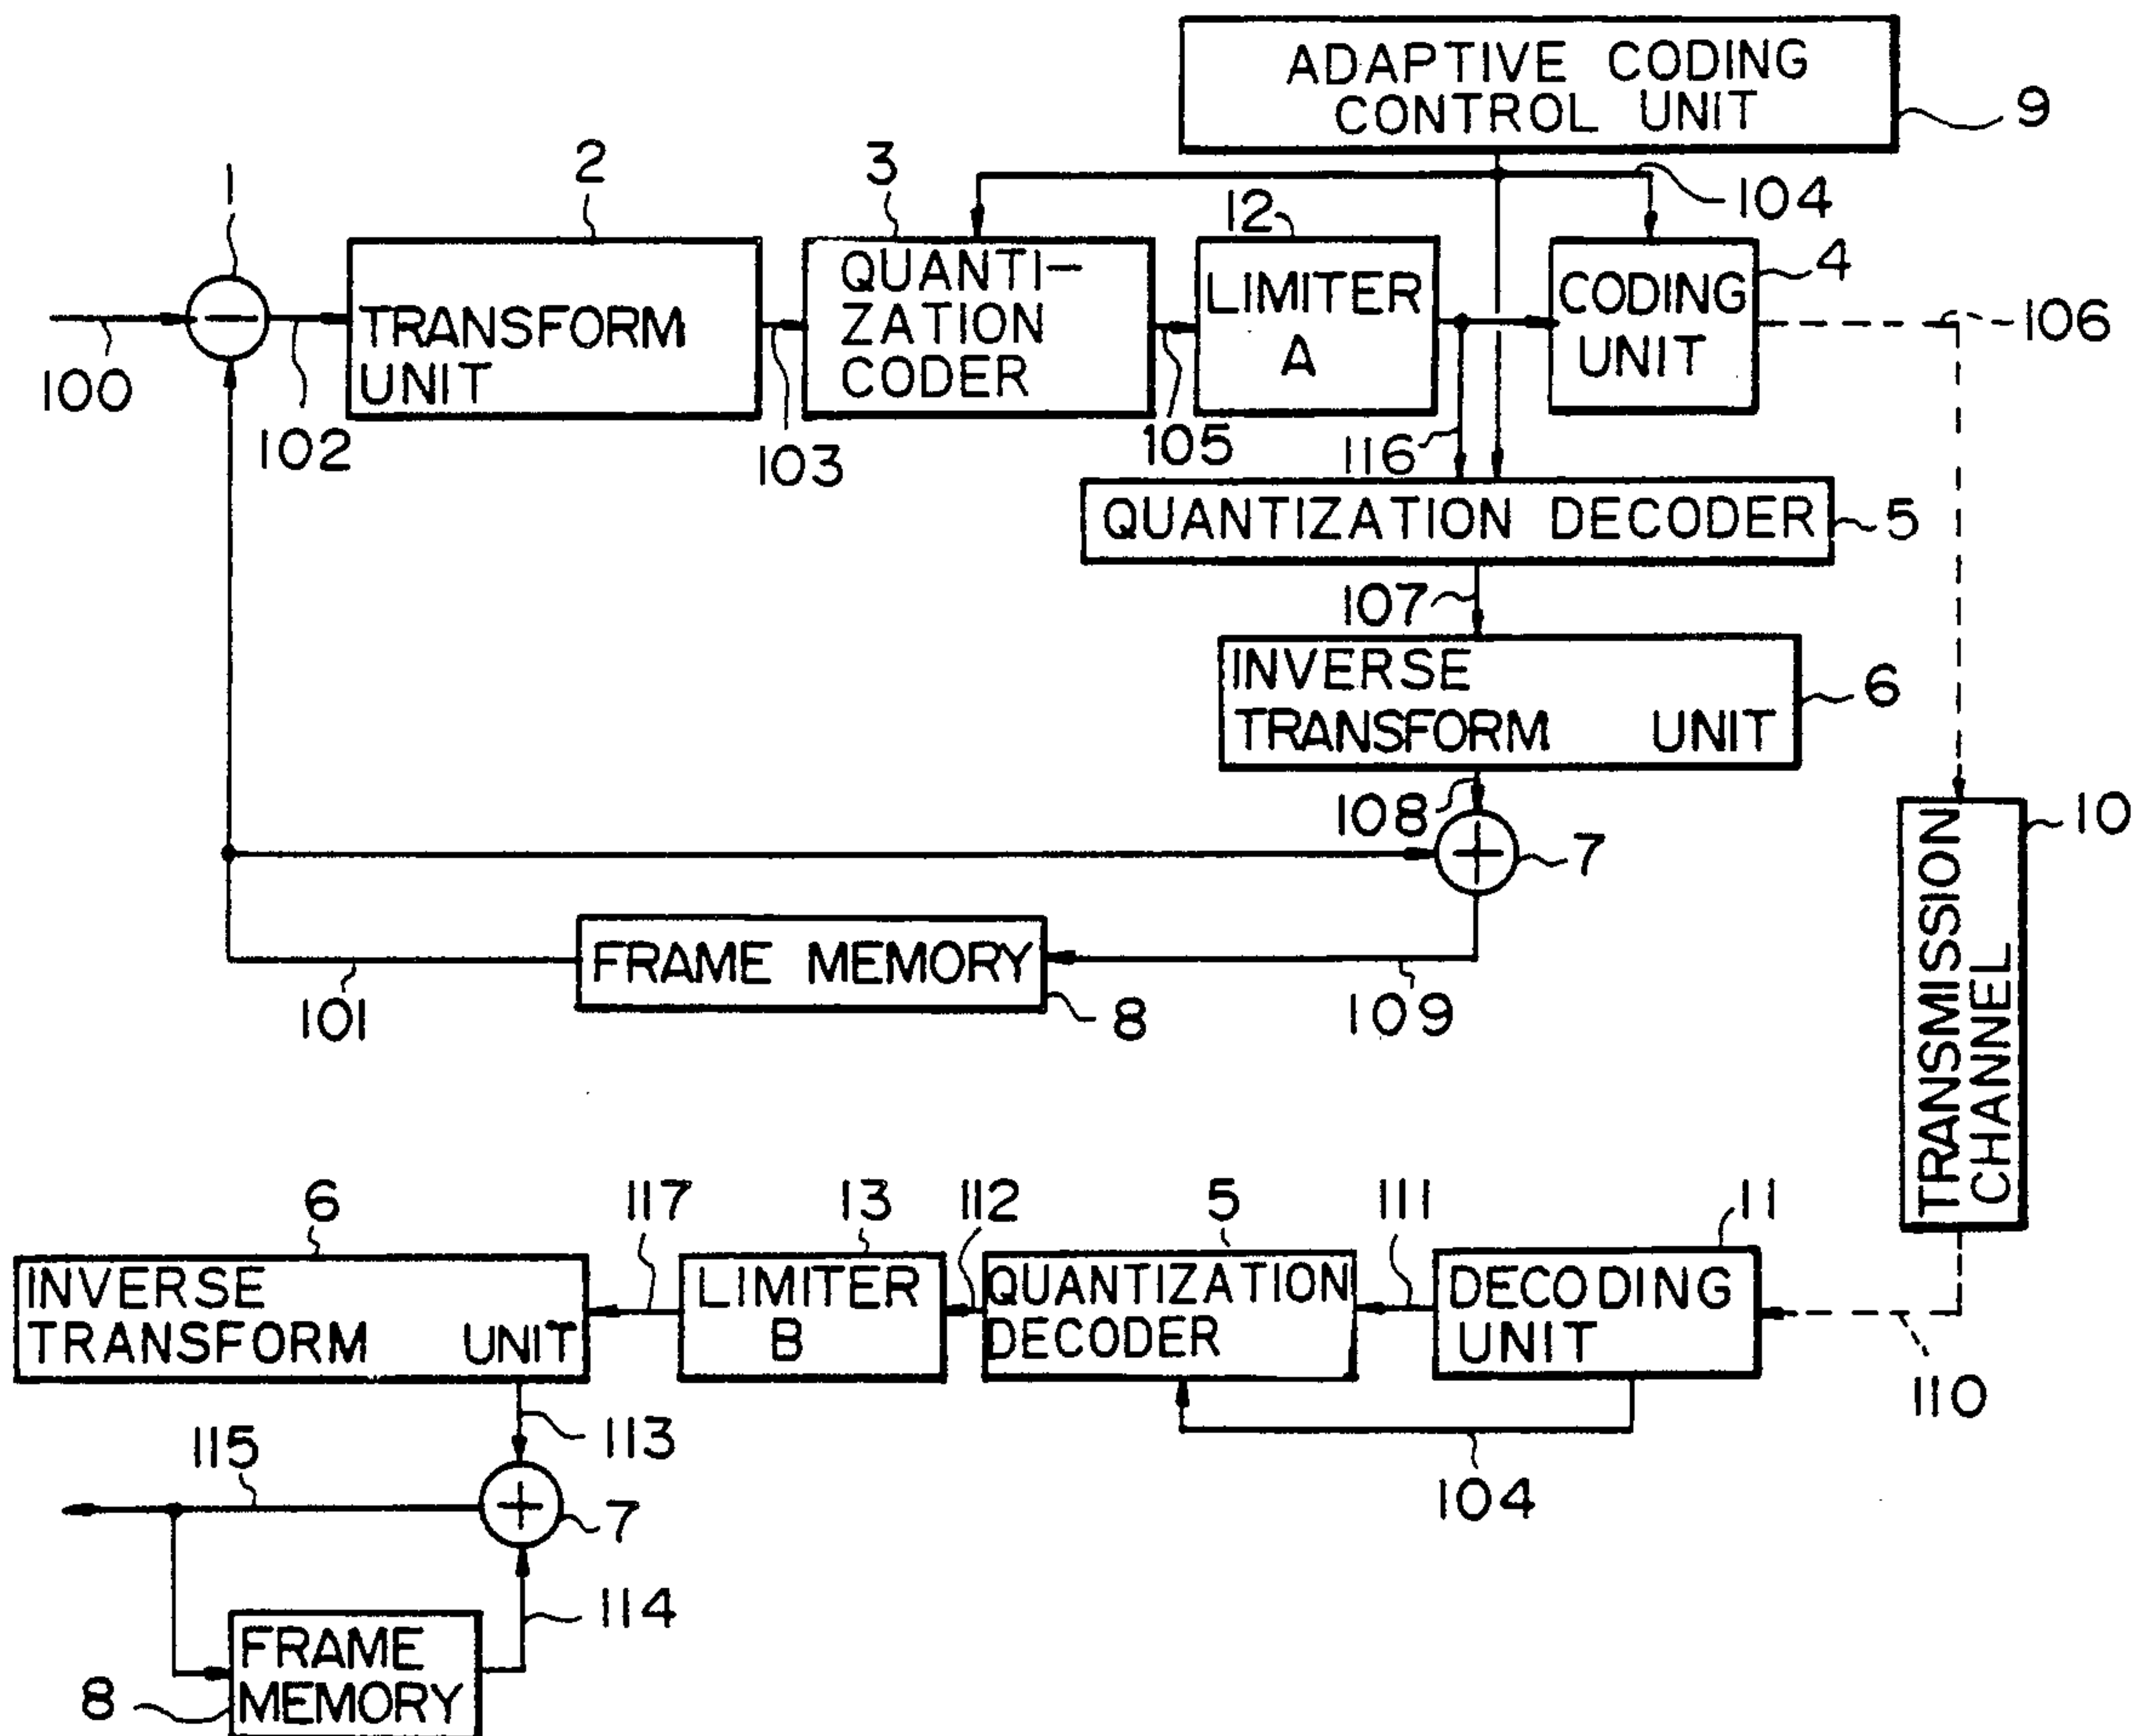 ADAPTIVE CODING
CONTROL UNIT
9
1
2
3
12
104
TRANSFORM
UNIT
QUANTI-
ZATION
CODER
LIMITER
A
CODING
UNIT
4
106
100
102
103
105
116
QUANTIZATION DECODER
5
107
INVERSE
TRANSFORM UNIT
6
108
7
10
TRANSMISSION
CHANNEL
FRAME MEMORY
101
8
109
6
117
13
112
5
111
11
INVERSE
TRANSFORM UNIT
LIMITER
B
QUANTIZATION
DECODER
DECODING
UNIT
110
113
115
7
104
114
FRAME
MEMORY
8